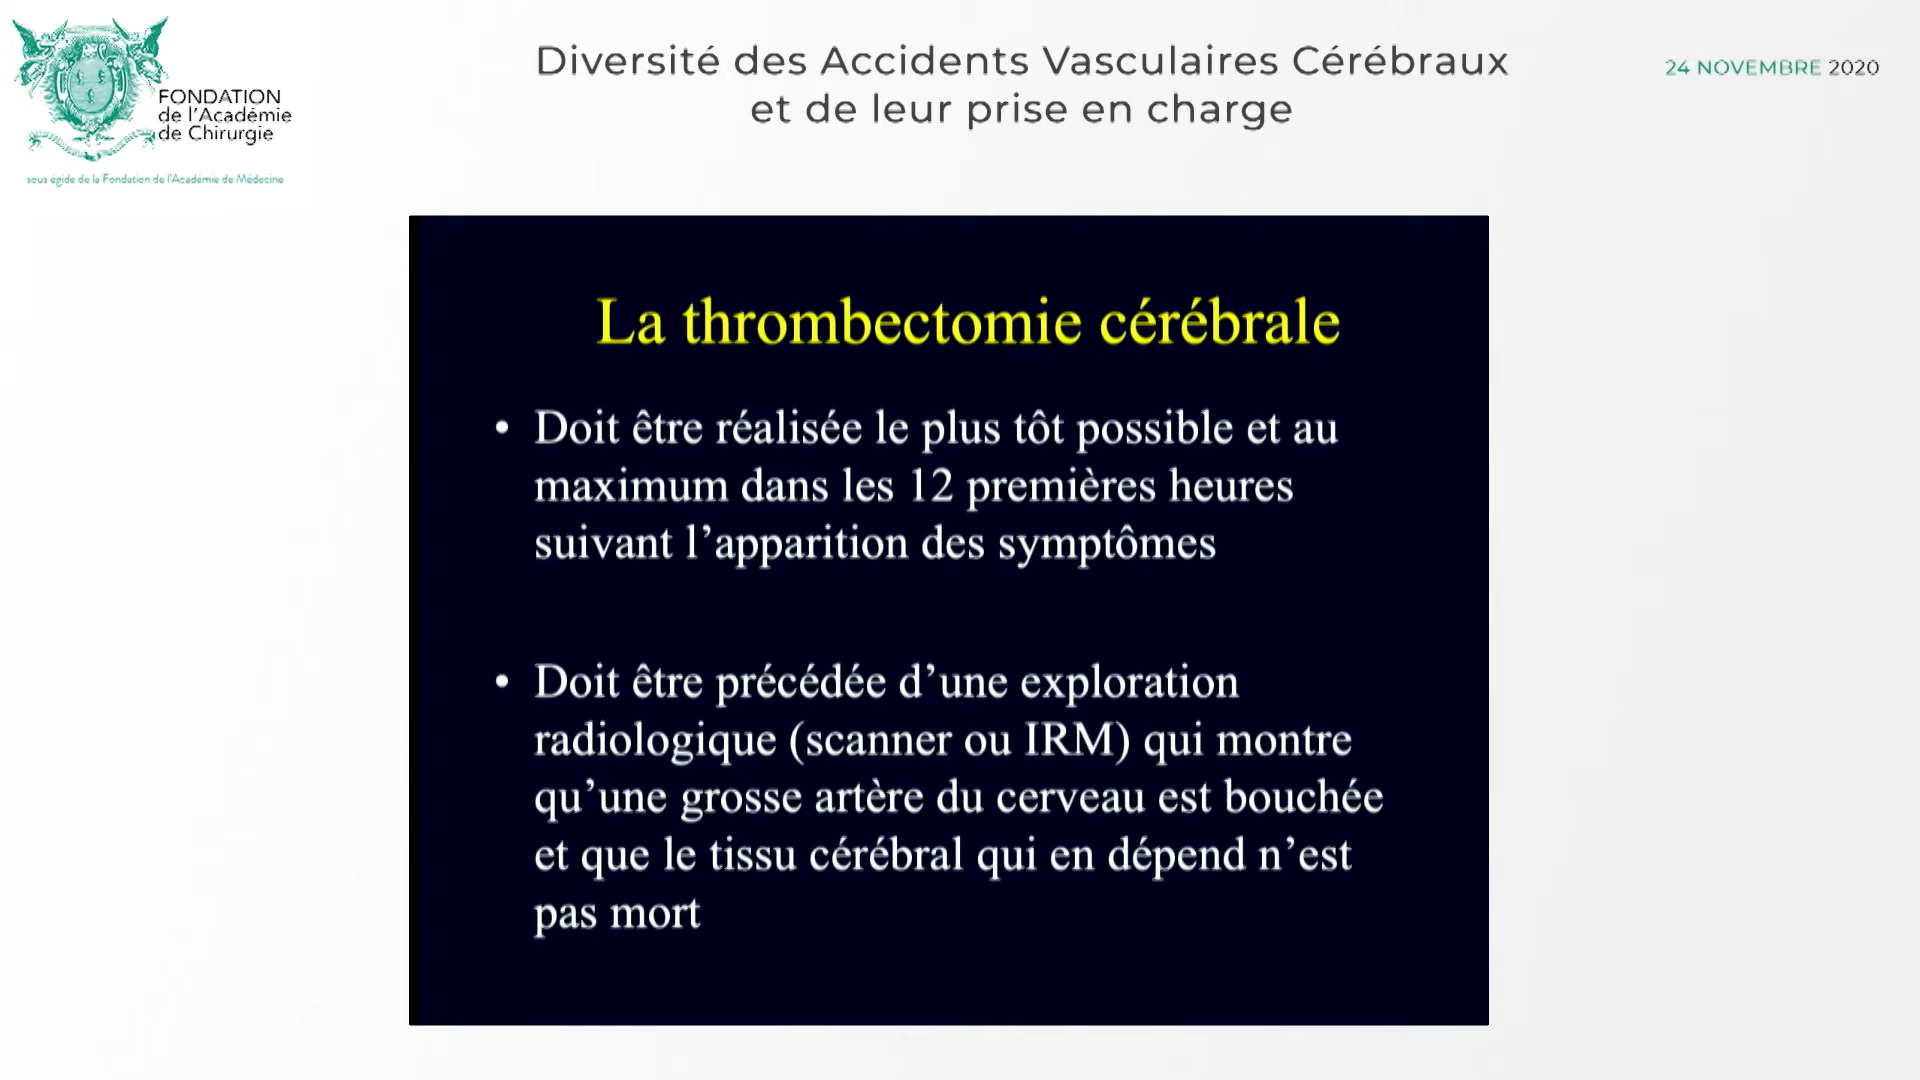 FONDATION
de l'Académie
de Chirurgie
sous égide de la Fondation de l'Académie de Médecine
Diversité des Accidents Vasculaires Cérébraux
et de leur prise en charge
24 NOVEMBRE 2020
La thrombectomie cérébrale
• Doit être réalisée le plus tôt possible et au
maximum dans les 12 premières heures
suivant l’apparition des symptômes
• Doit être précédée d’une exploration
radiologique (scanner ou IRM) qui montre
qu’une grosse artère du cerveau est bouchée
et que le tissu cérébral qui en dépend n’est
pas mort